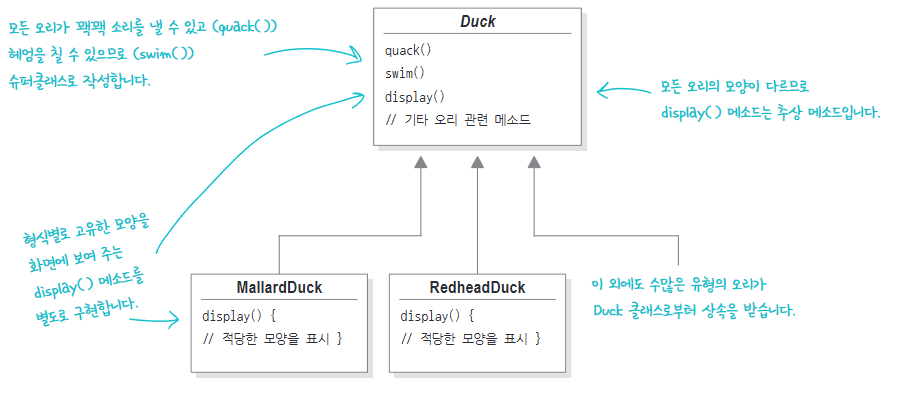 모든 오리가 꽥꽥 소리를 낼 수 있고 (quack())
헤엄을 칠 수 있으므로 (swim())
슈퍼클래스로 작성합니다.
Duck
quack()
swim()
display()
// 기타 오리 관련 메소드
모든 오리의 모양이 다르므로
display() 메소드는 추상 메소드입니다.
형식별로 고유한 모양을
화면에 보여 주는
display() 메소드를
별도로 구현합니다.
MallardDuck
display() {
// 적당한 모양을 표시 }
RedheadDuck
display() {
// 적당한 모양을 표시 }
이 외에도 수많은 유형의 오리가
Duck 클래스로부터 상속을 받습니다.